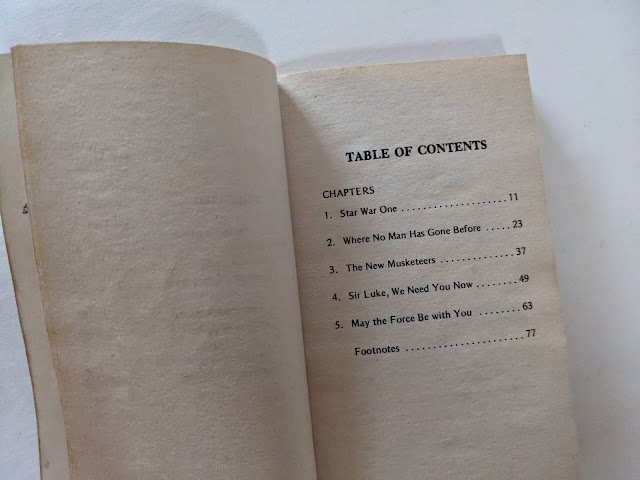 TABLE OF CONTENTS
CHAPTERS
1. Star War One ..................... 11
2. Where No Man Has Gone Before ..... 23
3. The New Musketeers .............. 37
4. Sir Luke, We Need You Now ........ 49
5. May the Force Be with You ........ 63
Footnotes ....................... 77